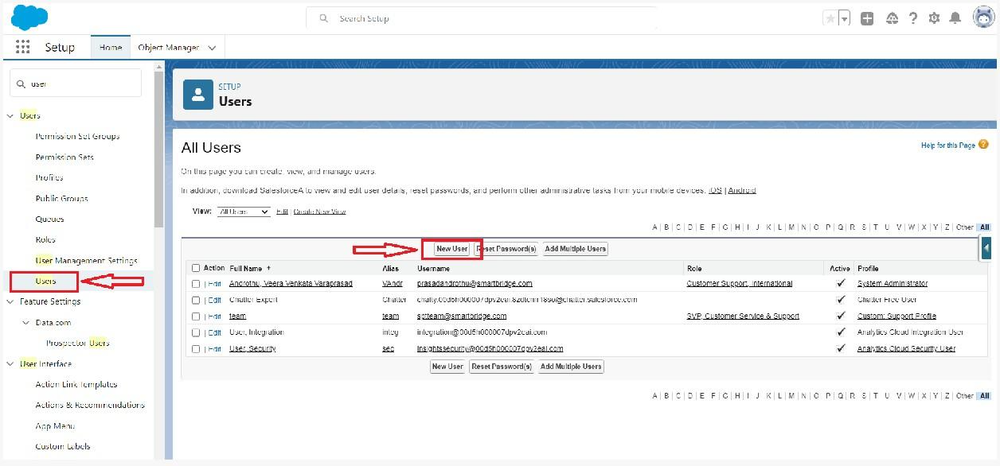 Search Setup
Setup Home Object Manager
user
Users
Permission Set Groups
Permission Sets
Profiles
Public Groups
Queues
Roles
User Management Settings
Users
Feature Settings
Data.com
Prospector Users
User Interface
Action Link Templates
Actions & Recommendations
App Menu
Custom Labels
SETUP
Users
All Users
Help for this Page
On this page you can create, view, and manage users.
In addition, download SalesforceA to view and edit user details, reset passwords, and perform other administrative tasks from your mobile devices: iOS | Android
View: All Users Edit | Create New View
A | B | C | D | E | F | G | H | I | J | K | L | M | N | O | P | Q | R | S | T | U | V | W | X | Y | Z | Other All
New User Reset Password(s) Add Multiple Users
Action Full Name Alias Username Role Active Profile
| Edit Androthu, Veera Venkata Varaprasad VAndr prasadandrothu@smartbridge.com Customer Support, International System Administrator
| Edit Chatter Expert Chatter Chatter Free User
| Edit team team sptteam@smartbridge.com SVP, Customer Service & Support Custom: Support Profile
| Edit User, Integration integ integration@00d5h000007dpv2eai.com Analytics Cloud Integration User
| Edit User, Security sec insightssecurity@00d5h000007dpv2eai.com Analytics Cloud Security User
New User Reset Password(s) Add Multiple Users
A | B | C | D | E | F | G | H | I | J | K | L | M | N | O | P | Q | R | S | T | U | V | W | X | Y | Z | Other All